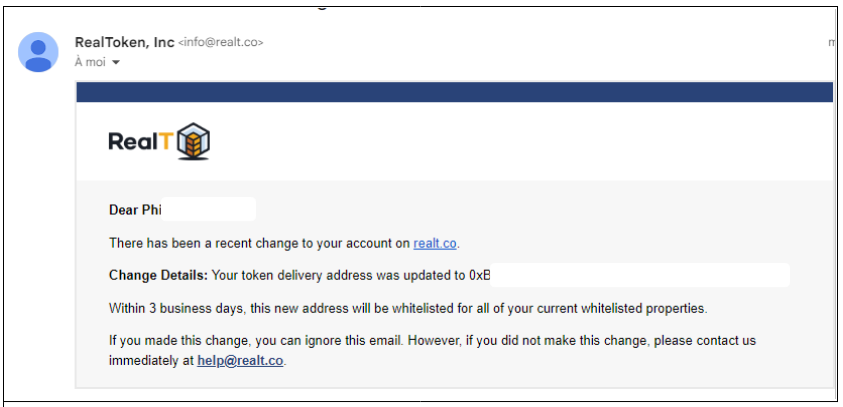 RealToken, Inc <info@realt.co>
À moi
RealT
Dear Phi
There has been a recent change to your account on realt.co.
Change Details: Your token delivery address was updated to 0xB
Within 3 business days, this new address will be whitelisted for all of your current whitelisted properties.
If you made this change, you can ignore this email. However, if you did not make this change, please contact us
immediately at help@realt.co.